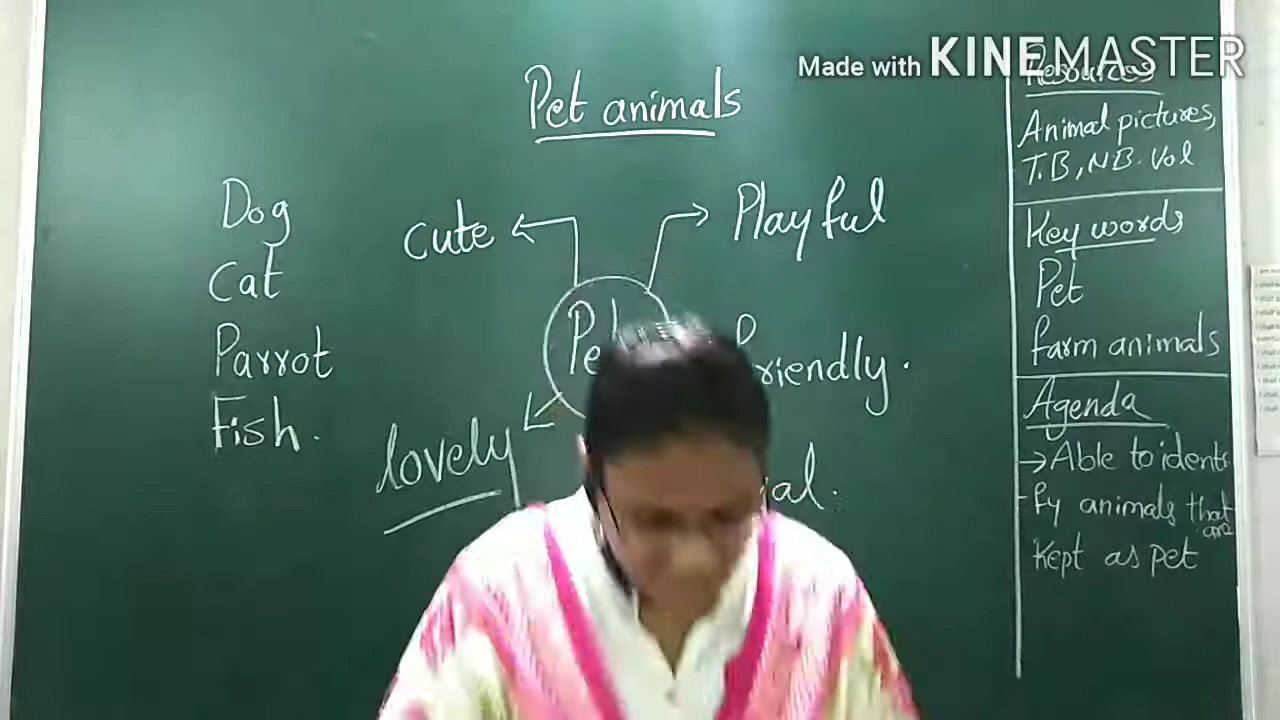 Made with KINEMASTER
Pet animals
Dog
Cat
Parrot
Fish.
cute
Playful
lovely
Resources
Animal pictures,
T.B, N.B. Vol
Key words
Pet
farm animals
Agenda
→ Able to identi
fy animals that
are
kept as pet